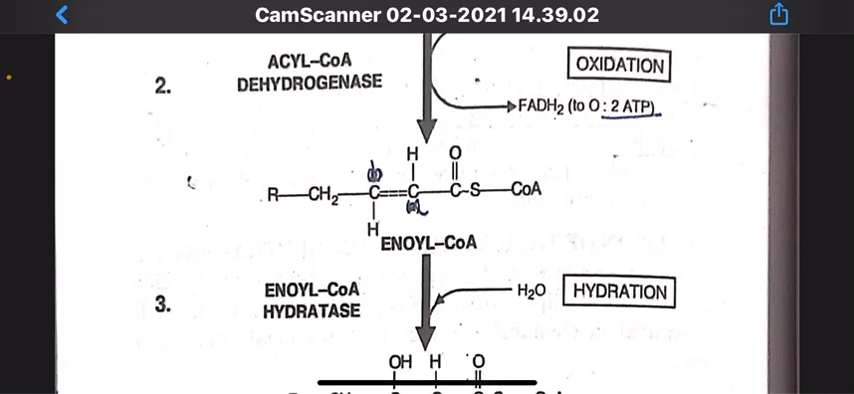 CamScanner 02-03-2021 14.39.02
2.
ACYL–CoA
DEHYDROGENASE
OXIDATION
FADH₂ (to O : 2 ATP)
H O
(b)
R—CH₂—C==C—C-S—CoA
H
ENOYL–CoA
3.
ENOYL–CoA
HYDRATASE
H₂O
HYDRATION
OH H O